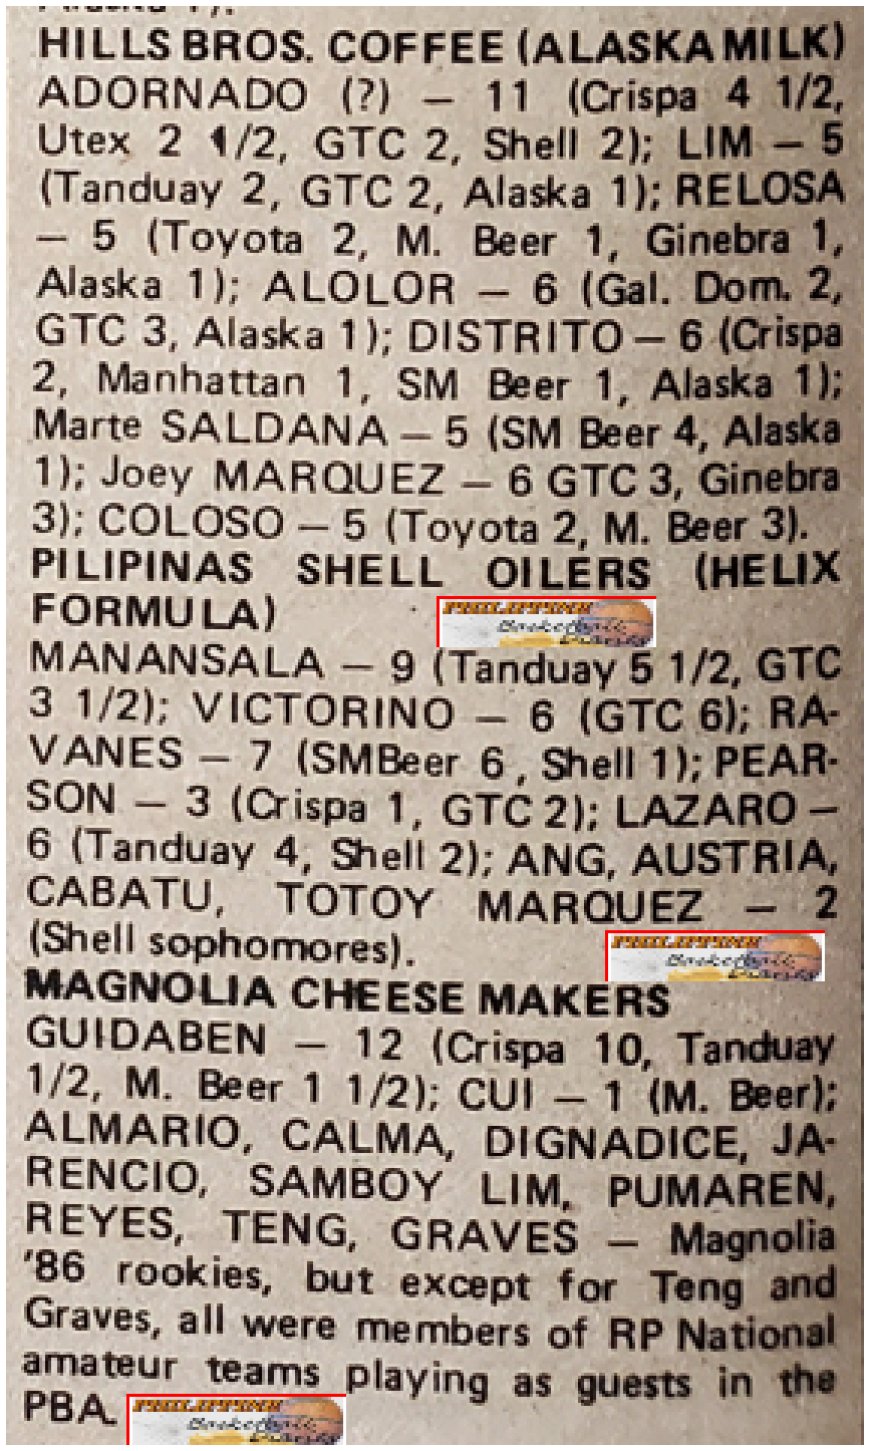 HILLS BROS. COFFEE (ALASKA MILK)
ADORNADO (?) — 11 (Crispa 4 1/2,
Utex 2 1/2, GTC 2, Shell 2); LIM — 5
(Tanduay 2, GTC 2, Alaska 1); RELOSA
— 5 (Toyota 2, M. Beer 1, Ginebra 1,
Alaska 1); ALOLOR — 6 (Gal. Dom. 2,
GTC 3, Alaska 1); DISTRITO — 6 (Crispa
2, Manhattan 1, SM Beer 1, Alaska 1);
Marte SALDANA — 5 (SM Beer 4, Alaska
1); Joey MARQUEZ — 6 GTC 3, Ginebra
3); COLOSO — 5 (Toyota 2, M. Beer 3).
PILIPINAS SHELL OILERS (HELIX
FORMULA)
PHILIPPINE
Basketball
Diaries
MANANSALA — 9 (Tanduay 5 1/2, GTC
3 1/2); VICTORINO — 6 (GTC 6); RA-
VANES — 7 (SMBeer 6 , Shell 1); PEAR-
SON — 3 (Crispa 1, GTC 2); LAZARO —
6 (Tanduay 4, Shell 2); ANG, AUSTRIA,
CABATU, TOTOY MARQUEZ — 2
(Shell sophomores).
PHILIPPINE
Basketball
Diaries
MAGNOLIA CHEESE MAKERS
GUIDABEN — 12 (Crispa 10, Tanduay
1/2, M. Beer 1 1/2); CUI — 1 (M. Beer);
ALMARIO, CALMA, DIGNADICE, JA-
RENCIO, SAMBOY LIM, PUMAREN,
REYES, TENG, GRAVES — Magnolia
'86 rookies, but except for Teng and
Graves, all were members of RP National
amateur teams playing as guests in the
PBA.
PHILIPPINE
Basketball
Diaries